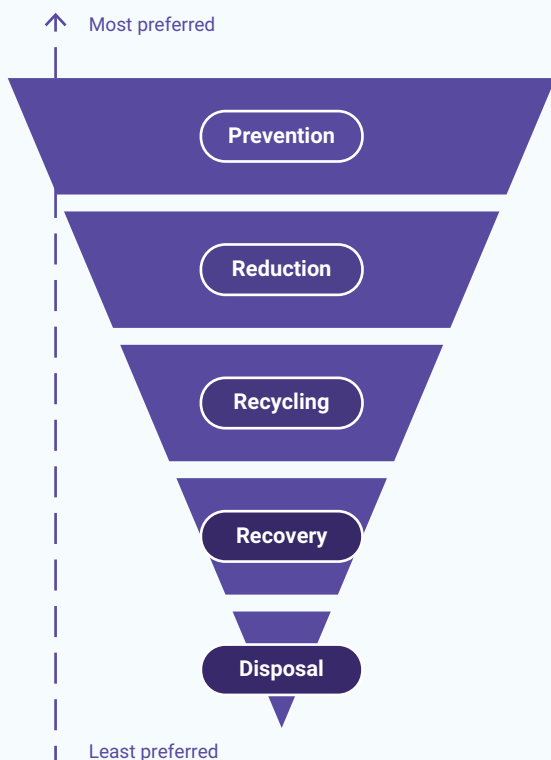 Most preferred
Prevention
Reduction
Recycling
Recovery
Disposal
Least preferred